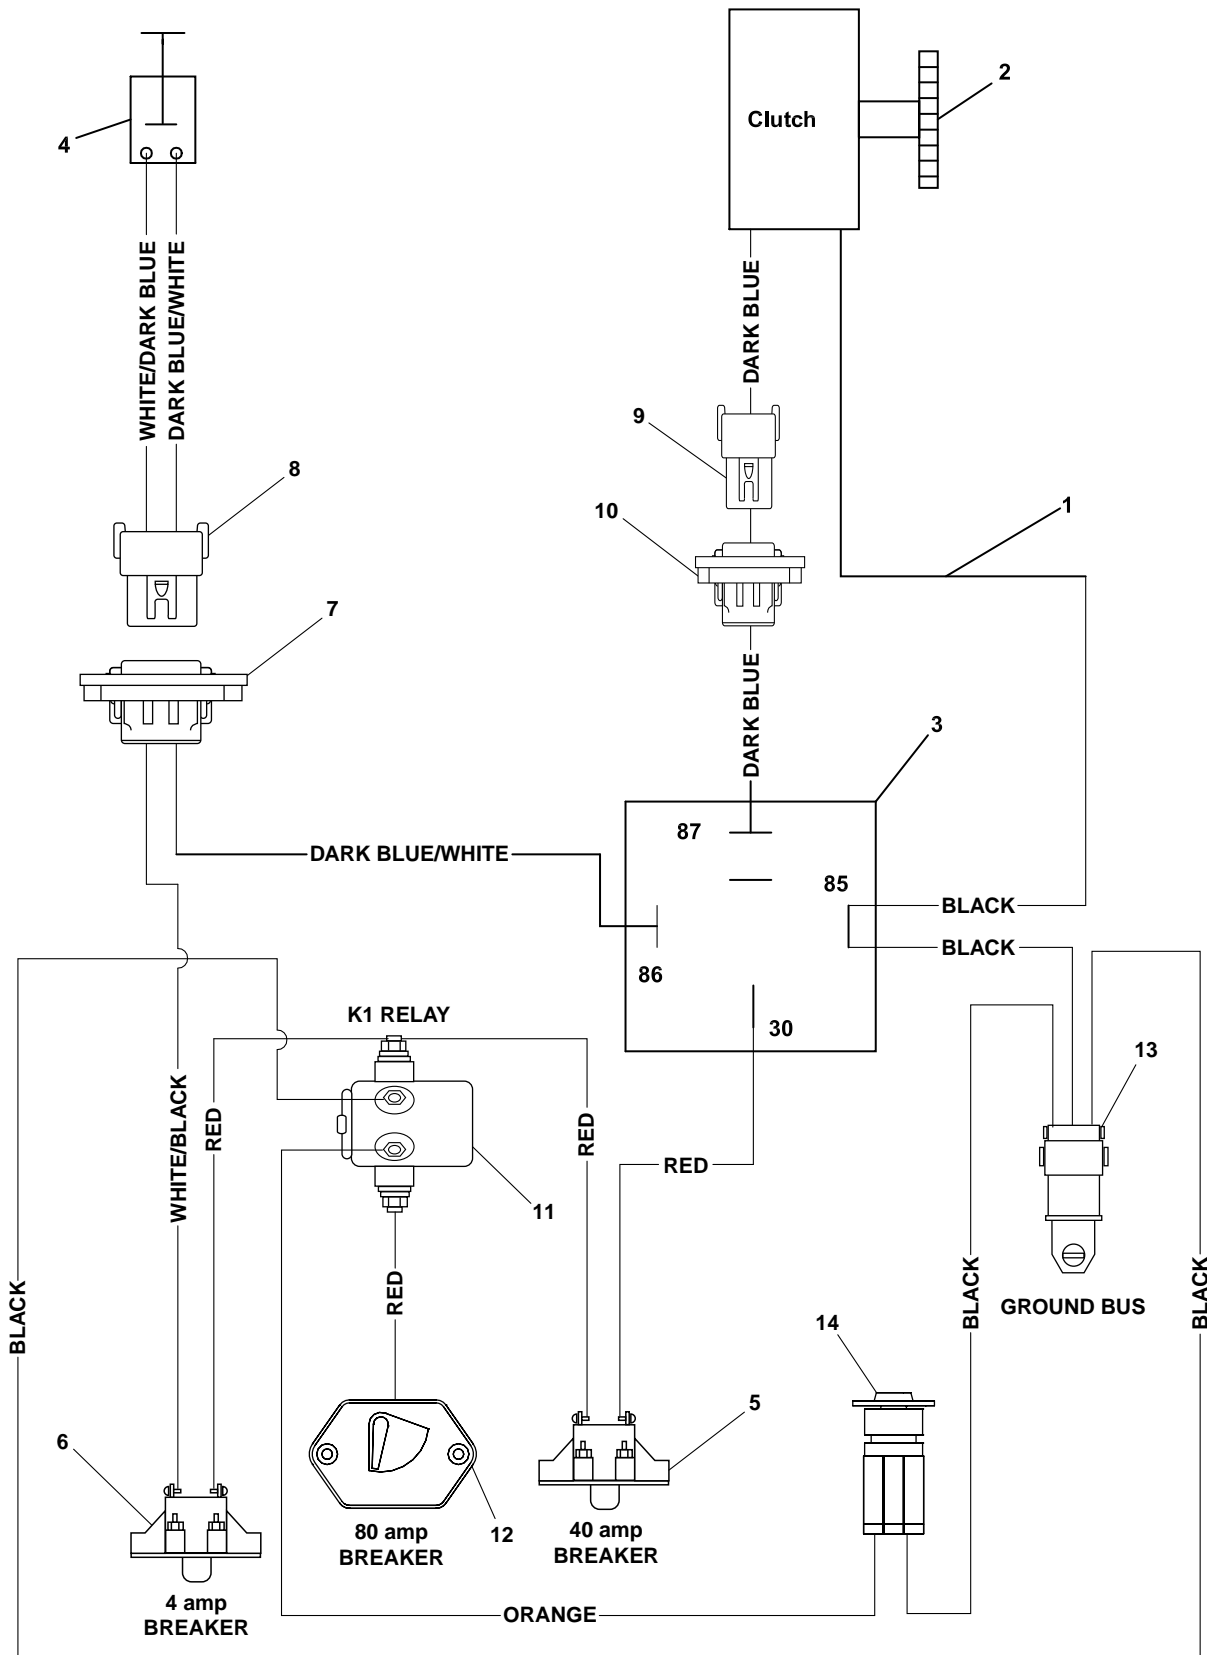 2
Clutch
4
WHITE/DARK BLUE
DARK BLUE/WHITE
DARK BLUE
9
8
10
1
7
DARK BLUE
3
87
DARK BLUE/WHITE
85
BLACK
BLACK
86
K1 RELAY
30
13
WHITE/BLACK
RED
RED
RED
11
BLACK
RED
BLACK
GROUND BUS
BLACK
14
5
6
12
80 amp
BREAKER
40 amp
BREAKER
4 amp
BREAKER
ORANGE